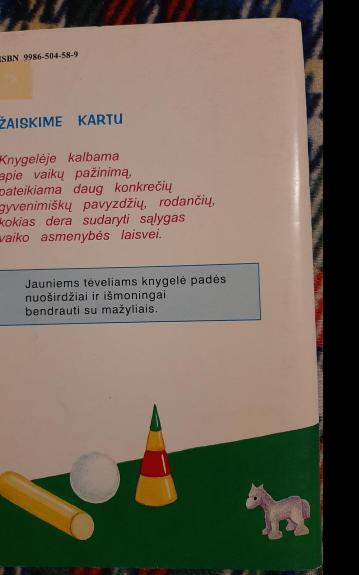 ISBN 9986-504-58-9
ŽAISKIME KARTU
Knygelėje kalbama
apie vaikų pažinimą,
pateikiama daug konkrečių
gyvenimiškų pavyzdžių, rodančių,
kokias dera sudaryti sąlygas
vaiko asmenybės laisvei.
Jauniems tėveliams knygelė padės
nuoširdžiai ir išmoningai
bendrauti su mažyliais.